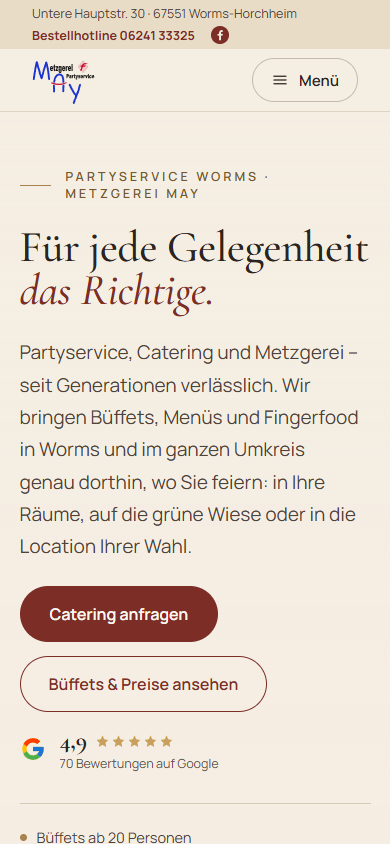 Untere Hauptstr. 30 · 67551 Worms-Horchheim
Bestellhotline 06241 33325
Metzgerei
Partyservice
May
Menü
PARTYSERVICE WORMS ·
METZGEREI MAY
Für jede Gelegenheit
das Richtige.
Partyservice, Catering und Metzgerei –
seit Generationen verlässlich. Wir
bringen Büffets, Menüs und Fingerfood
in Worms und im ganzen Umkreis
genau dorthin, wo Sie feiern: in Ihre
Räume, auf die grüne Wiese oder in die
Location Ihrer Wahl.
Catering anfragen
Büffets & Preise ansehen
4,9
70 Bewertungen auf Google
Büffets ab 20 Personen